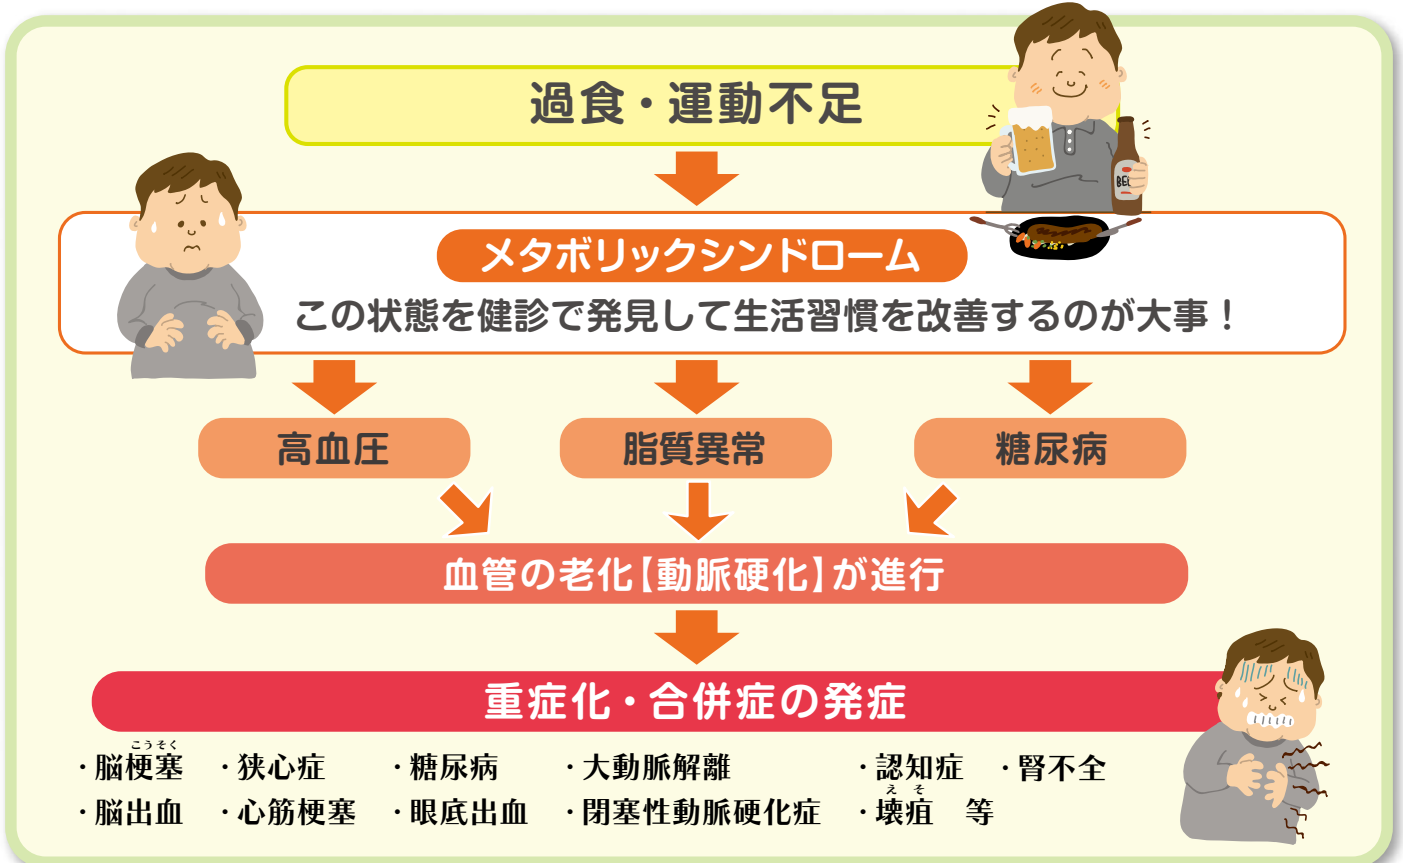 過食・運動不足
メタボリックシンドローム
この状態を健診で発見して生活習慣を改善するのが大事！
高血圧 脂質異常 糖尿病
血管の老化【動脈硬化】が進行
重症化・合併症の発症
こうそく
・脳梗塞 ・狭心症 ・糖尿病 ・大動脈解離 ・認知症 ・腎不全
えそ
・脳出血 ・心筋梗塞 ・眼底出血 ・閉塞性動脈硬化症 ・壊疽 等